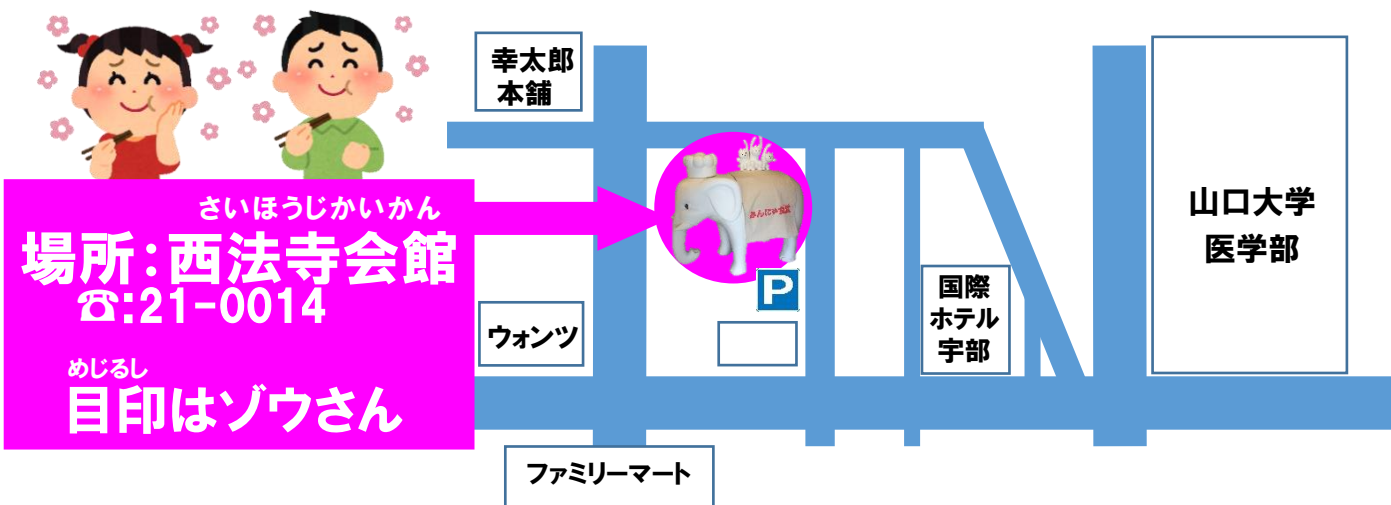 さいほうじかいかん
場所：西法寺会館
☎:21-0014
めじるし
目印はゾウさん
幸太郎
本舗
P
ウォンツ
国際
ホテル
宇部
山口大学
医学部
ファミリーマート